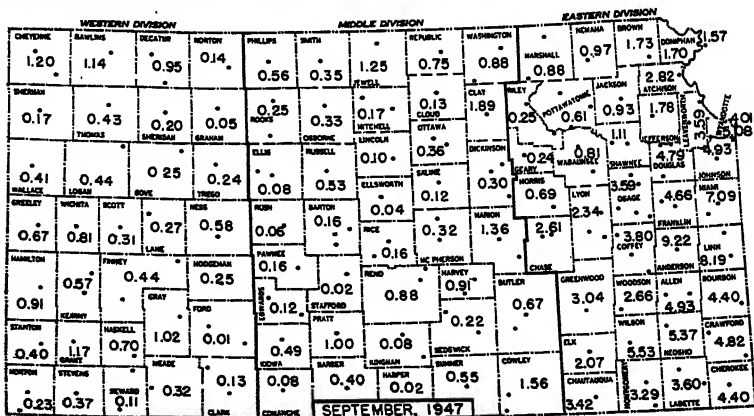 WESTERN DIVISION MIDDLE DIVISION EASTERN DIVISION
CHEYENNE RAWLINS DECATUR NORTON PHILLIPS SMITH REPUBLIC WASHINGTON MARSHALL NEMAHA BROWN DONIPHAN
1.20 1.14 0.95 0.14 0.56 0.35 1.25 0.75 0.88 0.88 0.97 1.73 1.70 1.57
JEWELL
SHERMAN THOMAS SHERIDAN GRAHAM ROOKS OSBORNE MITCHELL CLOUD CLAY RILEY POTTAWATOMIE JACKSON ATCHISON
0.17 0.43 0.20 0.05 0.25 0.33 0.17 0.13 1.89 0.25 0.61 0.93 2.82
JEFFERSON LEAVENWORTH WYANDOTTE
1.78 3.59
WALLACE LOGAN GOVE TREGO ELLIS RUSSELL LINCOLN OTTAWA DICKINSON GEARY WABAUNSEE SHAWNEE DOUGLAS JOHNSON
0.41 0.44 0.25 0.24 0.08 0.53 0.10 0.36 0.30 0.24 0.81 1.11 4.79 4.93
ELLSWORTH SALINE
0.04 0.12
GREELEY WICHITA SCOTT LANE NESS RUSH BARTON RICE MC PHERSON MARION MORRIS LYON OSAGE FRANKLIN MIAMI
0.67 0.81 0.31 0.27 0.58 0.06 0.16 0.16 0.32 1.36 0.69 2.34 3.59 4.66 7.09
CHASE COFFEY ANDERSON LINN
2.61 3.80 9.22 8.19
HAMILTON KEARNY FINNEY HODGEMAN PAWNEE STAFFORD RENO HARVEY BUTLER GREENWOOD WOODSON ALLEN BOURBON
0.91 0.57 0.44 0.25 0.16 0.02 0.88 0.91 0.67 3.04 2.66 4.93 4.40
GRAY FORD EDWARDS PRATT KINGMAN SEDGWICK
1.02 0.01 0.12 1.00 0.08 0.22
STANTON GRANT HASKELL KIOWA ELK WILSON NEOSHO CRAWFORD
0.40 1.17 0.70 0.49 2.07 5.53 5.37 4.82
MORTON STEVENS SEWARD MEADE CLARK COMANCHE BARBER HARPER SUMNER COWLEY CHAUTAUQUA MONTGOMERY LABETTE CHEROKEE
0.23 0.37 0.11 0.32 0.13 0.08 0.40 0.02 0.55 1.56 3.42 3.29 3.60 4.40
SEPTEMBER, 1947